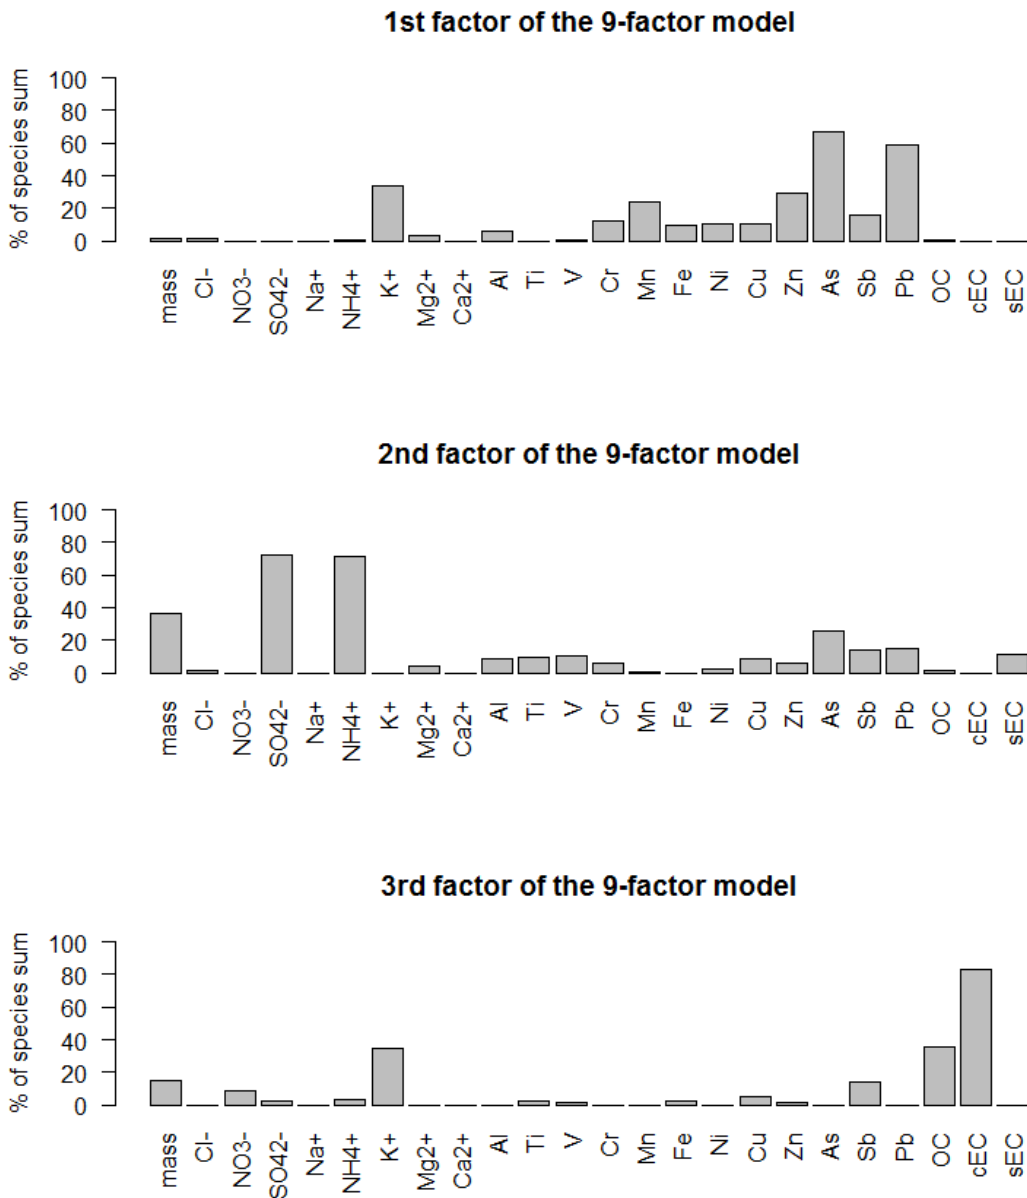 1st factor of the 9-factor model
% of species sum
100
80
60
40
20
0
mass Cl- NO3- SO42- Na+ NH4+ K+ Mg2+ Ca2+ Al Ti V Cr Mn Fe Ni Cu Zn As Sb Pb OC cEC sEC
2nd factor of the 9-factor model
% of species sum
100
80
60
40
20
0
mass Cl- NO3- SO42- Na+ NH4+ K+ Mg2+ Ca2+ Al Ti V Cr Mn Fe Ni Cu Zn As Sb Pb OC cEC sEC
3rd factor of the 9-factor model
% of species sum
100
80
60
40
20
0
mass Cl- NO3- SO42- Na+ NH4+ K+ Mg2+ Ca2+ Al Ti V Cr Mn Fe Ni Cu Zn As Sb Pb OC cEC sEC